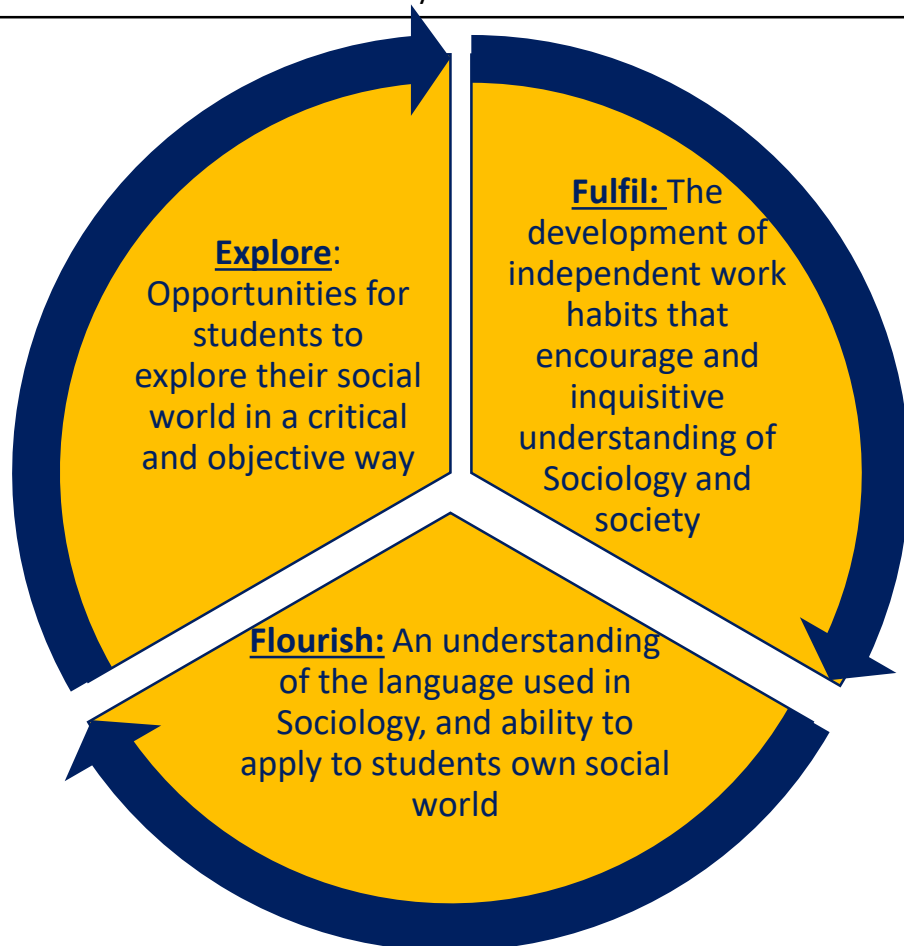 Explore:
Opportunities for
students to
explore their social
world in a critical
and objective way
Fulfil: The
development of
independent work
habits that
encourage and
inquisitive
understanding of
Sociology and
society
Flourish: An understanding
of the language used in
Sociology, and ability to
apply to students own social
world